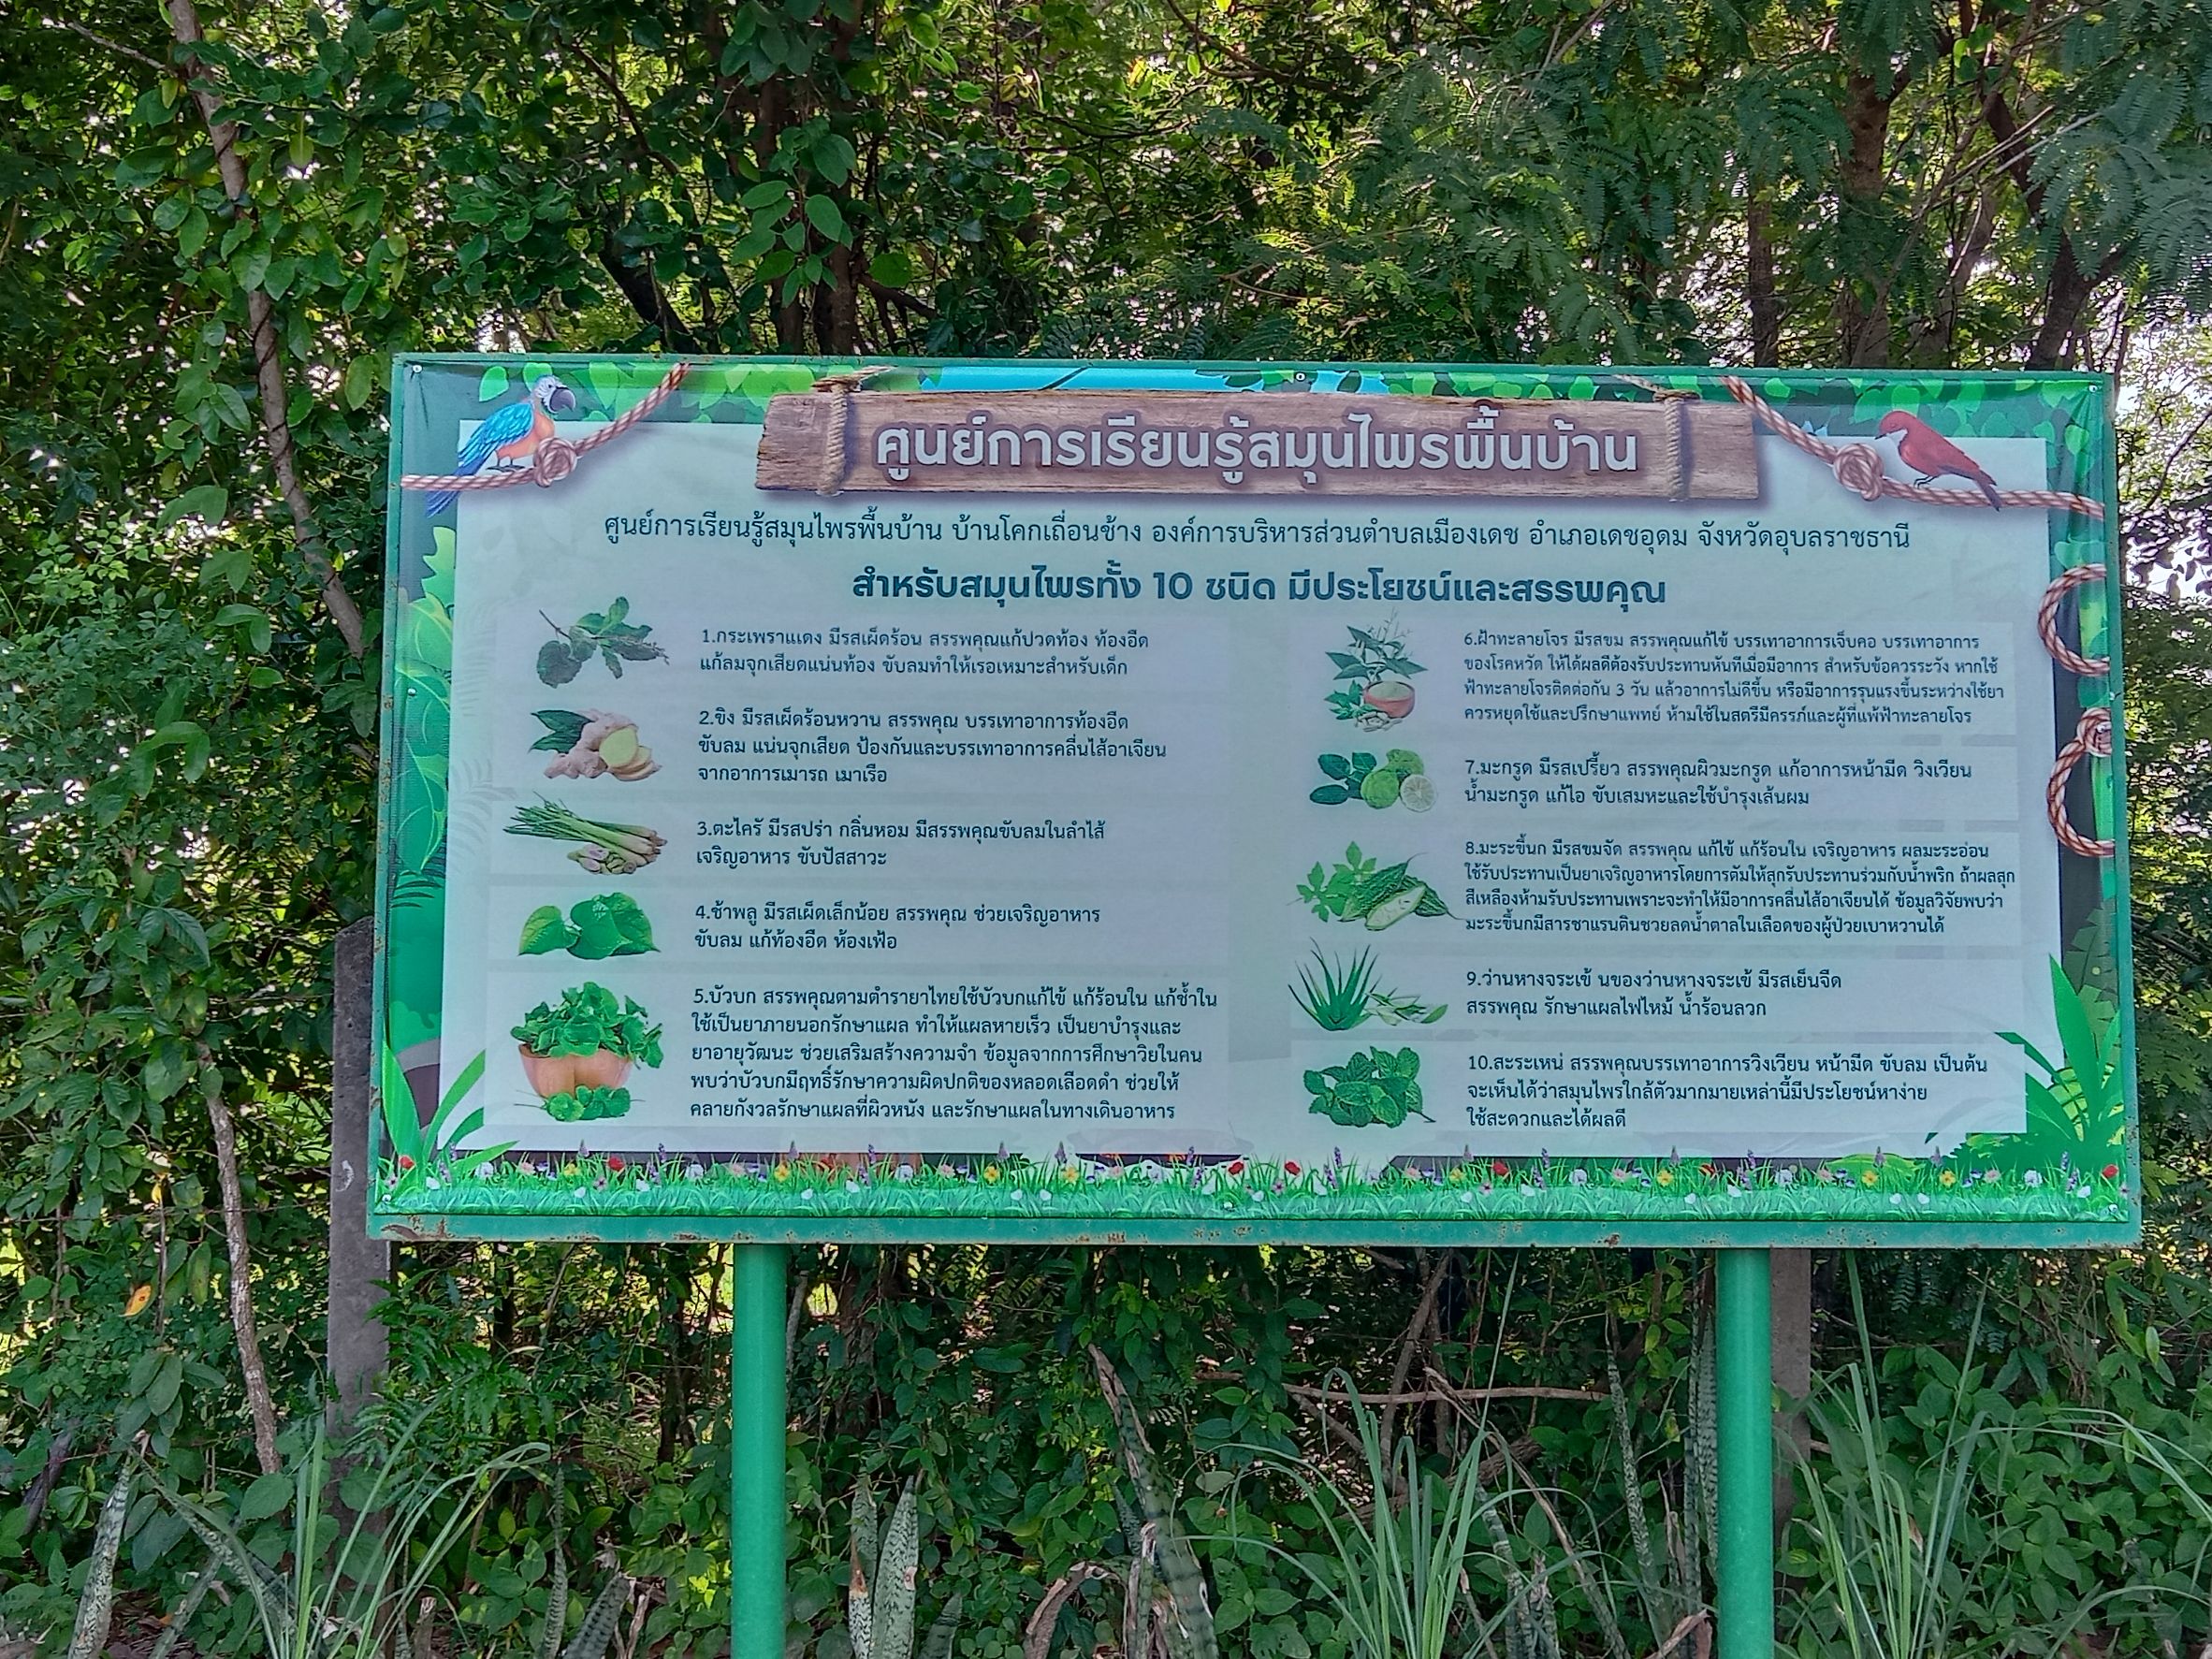 ศูนย์การเรียนรู้สมุนไพรพื้นบ้าน
ศูนย์การเรียนรู้สมุนไพรพื้นบ้าน บ้านโคกเถื่อนช้าง องค์การบริหารส่วนตำบลเมืองเดช อำเภอเดชอุดม จังหวัดอุบลราชธานี
สำหรับสมุนไพรทั้ง 10 ชนิด มีประโยชน์และสรรพคุณ
1.กระเพราแดง มีรสเผ็ดร้อน สรรพคุณแก้ปวดท้อง ท้องอืด
แก้ลมจุกเสียดแน่นท้อง ขับลมทำให้เรอเหมาะสำหรับเด็ก
2.ขิง มีรสเผ็ดร้อนหวาน สรรพคุณ บรรเทาอาการท้องอืด
ขับลม แน่นจุกเสียด ป้องกันและบรรเทาอาการคลื่นไส้อาเจียน
จากอาการเมารถ เมาเรือ
3.ตะไคร้ มีรสปร่า กลิ่นหอม มีสรรพคุณขับลมในลำไส้
เจริญอาหาร ขับปัสสาวะ
4.ช้าพลู มีรสเผ็ดเล็กน้อย สรรพคุณ ช่วยเจริญอาหาร
ขับลม แก้ท้องอืด ห้องเฟ้อ
5.บัวบก สรรพคุณตามตำรายาไทยใช้บัวบกแก้ไข้ แก้ร้อนใน แก้ช้ำใน
ใช้เป็นยาภายนอกรักษาแผล ทำให้แผลหายเร็ว เป็นยาบำรุงและ
ยาอายุวัฒนะ ช่วยเสริมสร้างความจำ ข้อมูลจากการศึกษาวิยในคน
พบว่าบัวบกมีฤทธิ์รักษาความผิดปกติของหลอดเลือดดำ ช่วยให้
คลายกังวลรักษาแผลที่ผิวหนัง และรักษาแผลในทางเดินอาหาร
6.ฝ้าทะลายโจร มีรสขม สรรพคุณแก้ไข้ บรรเทาอาการเจ็บคอ บรรเทาอาการ
ของโรคหวัด ให้ได้ผลดีต้องรับประทานหันทีเมื่อมีอาการ สำหรับข้อควรระวัง หากใช้
ฟ้าทะลายโจรติดต่อกัน 3 วัน แล้วอาการไม่ดีขึ้น หรือมีอาการรุนแรงขึ้นระหว่างใช้ยา
ควรหยุดใช้และปรึกษาแพทย์ ห้ามใช้ในสตรีมีครรภ์และผู้ที่แพ้ฟ้าทะลายโจร
7.มะกรูด มีรสเปรี้ยว สรรพคุณผิวมะกรูด แก้อาการหน้ามืด วิงเวียน
น้ำมะกรูด แก้ไอ ขับเสมหะและใช้บำรุงเส้นผม
8.มะระขี้นก มีรสขมจัด สรรพคุณ แก้ไข้ แก้ร้อนใน เจริญอาหาร ผลมะระอ่อน
ใช้รับประทานเป็นยาเจริญอาหารโดยการต้มให้สุกรับประทานร่วมกับน้ำพริก ถ้าผลสุก
สีเหลืองห้ามรับประทานเพราะจะทำให้มีอาการคลื่นไส้อาเจียนได้ ข้อมูลวิจัยพบว่า
มะระขี้นกมีสารชาแรนตินชวยลดน้ำตาลในเลือดของผู้ป่วยเบาหวานได้
9.ว่านหางจระเข้ นของว่านหางจระเข้ มีรสเย็นจืด
สรรพคุณ รักษาแผลไฟไหม้ น้ำร้อนลวก
10.สะระเหน่ สรรพคุณบรรเทาอาการวิงเวียน หน้ามืด ขับลม เป็นต้น
จะเห็นได้ว่าสมุนไพรใกล้ตัวมากมายเหล่านี้มีประโยชน์หาง่าย
ใช้สะดวกและได้ผลดี